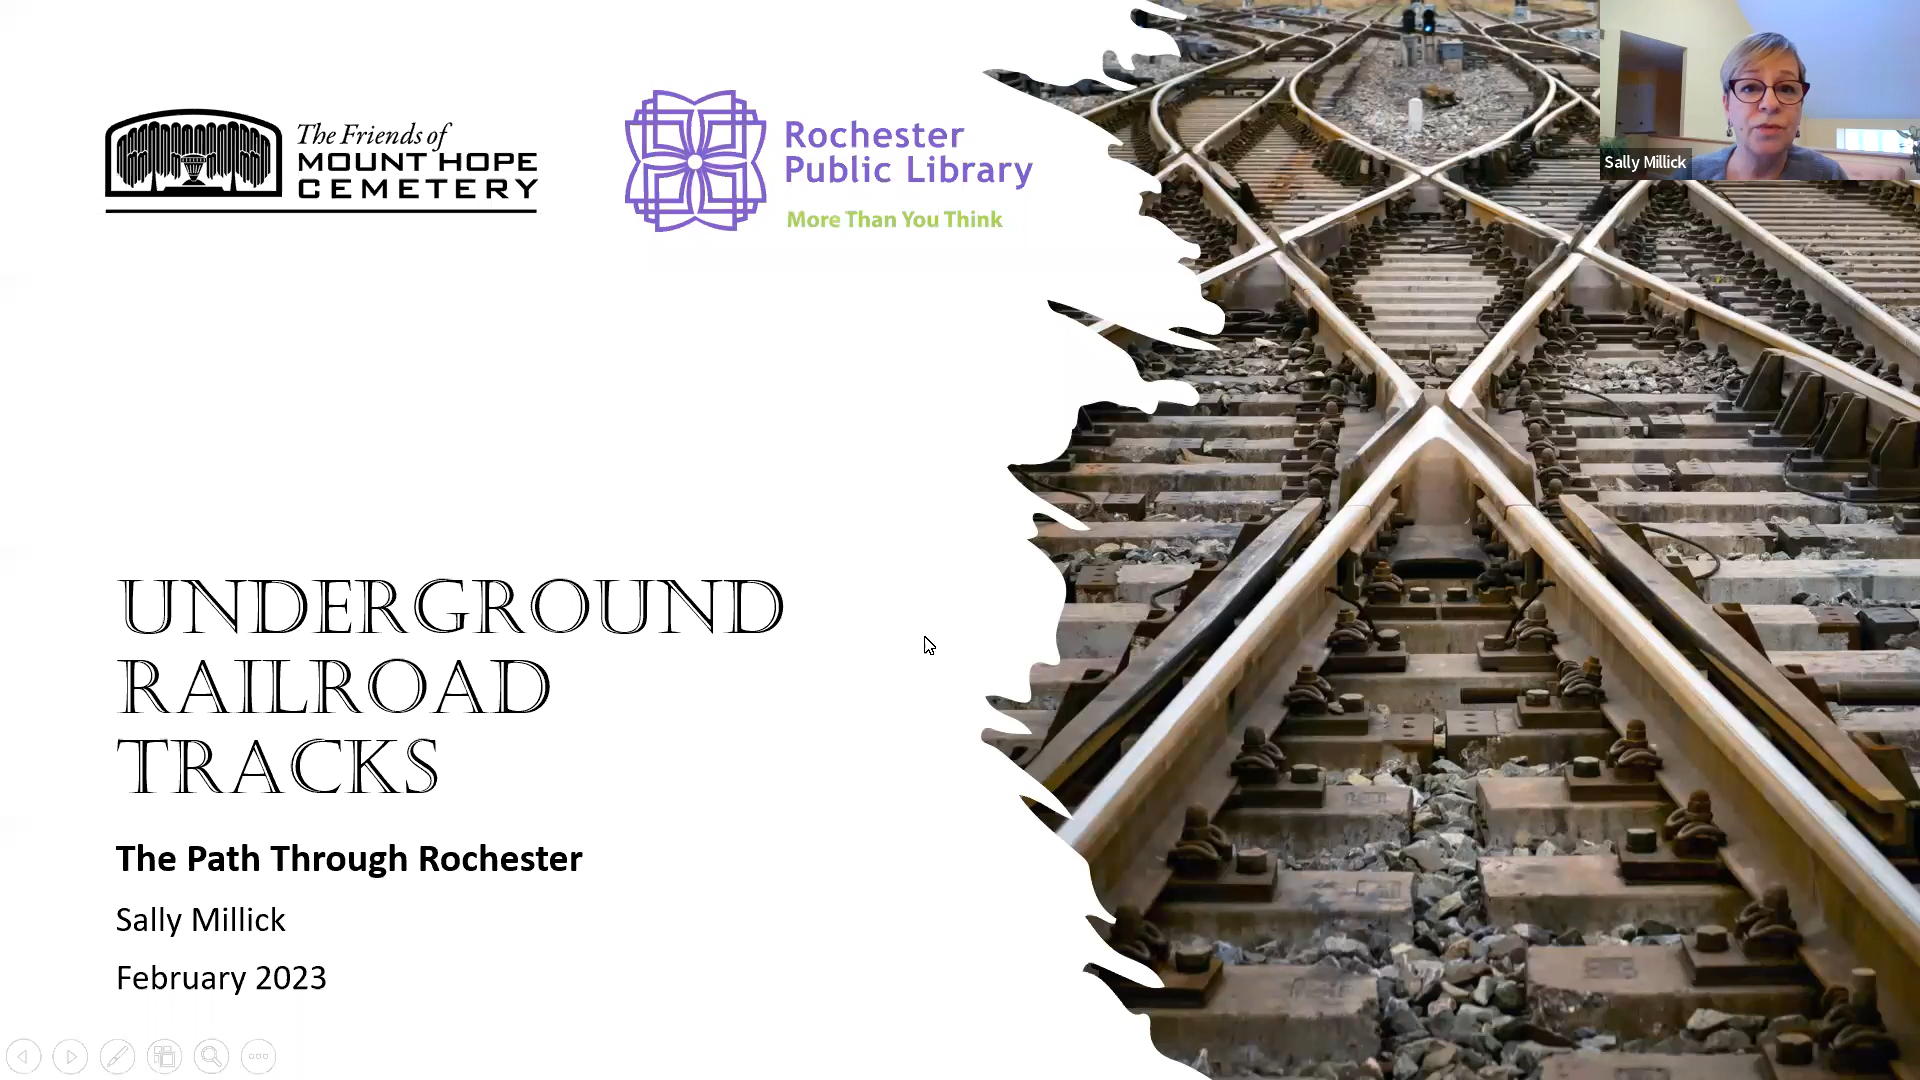 The Friends of
MOUNT HOPE
CEMETERY
Rochester
Public Library
More Than You Think
Sally Millick
UNDERGROUND
RAILROAD
TRACKS
The Path Through Rochester
Sally Millick
February 2023